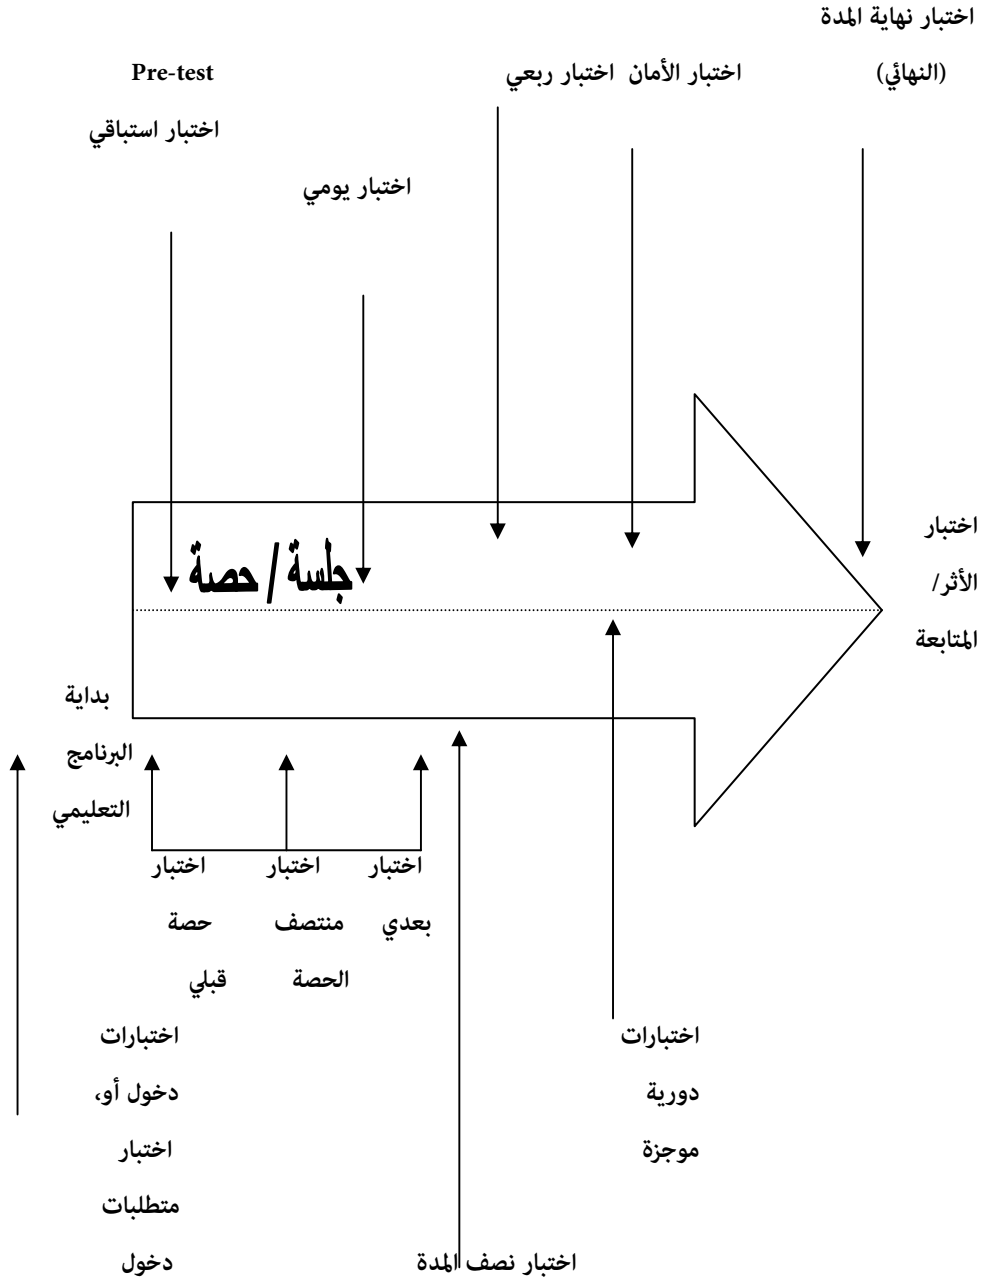 اختبار نهاية المدة
(النهائي)
اختبار الأمان
اختبار ربعي
Pre-test
اختبار استباقي
اختبار يومي
جلسة / حصة
اختبار
الأثر/
المتابعة
بداية
البرنامج
التعليمي
اختبار
حصة
قبلي
اختبار
منتصف
الحصة
اختبار
بعدي
اختبارات
دخول أو،
اختبار
متطلبات
دخول
اختبارات
دورية
موجزة
اختبار نصف المدة